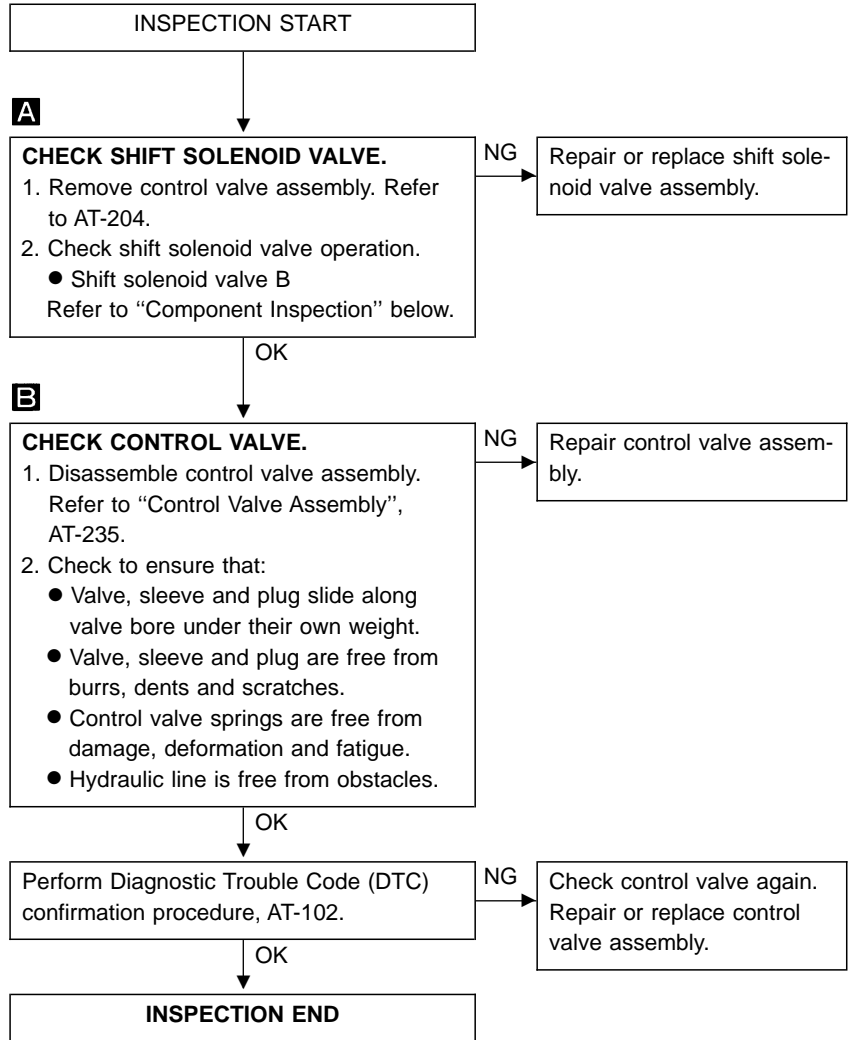 INSPECTION START
A
CHECK SHIFT SOLENOID VALVE.
1. Remove control valve assembly. Refer
to AT-204.
2. Check shift solenoid valve operation.
● Shift solenoid valve B
Refer to ‘‘Component Inspection’’ below.
NG
Repair or replace shift sole-
noid valve assembly.
OK
B
CHECK CONTROL VALVE.
1. Disassemble control valve assembly.
Refer to ‘‘Control Valve Assembly’’,
AT-235.
2. Check to ensure that:
● Valve, sleeve and plug slide along
valve bore under their own weight.
● Valve, sleeve and plug are free from
burrs, dents and scratches.
● Control valve springs are free from
damage, deformation and fatigue.
● Hydraulic line is free from obstacles.
NG
Repair control valve assem-
bly.
OK
Perform Diagnostic Trouble Code (DTC)
confirmation procedure, AT-102.
NG
Check control valve again.
Repair or replace control
valve assembly.
OK
INSPECTION END